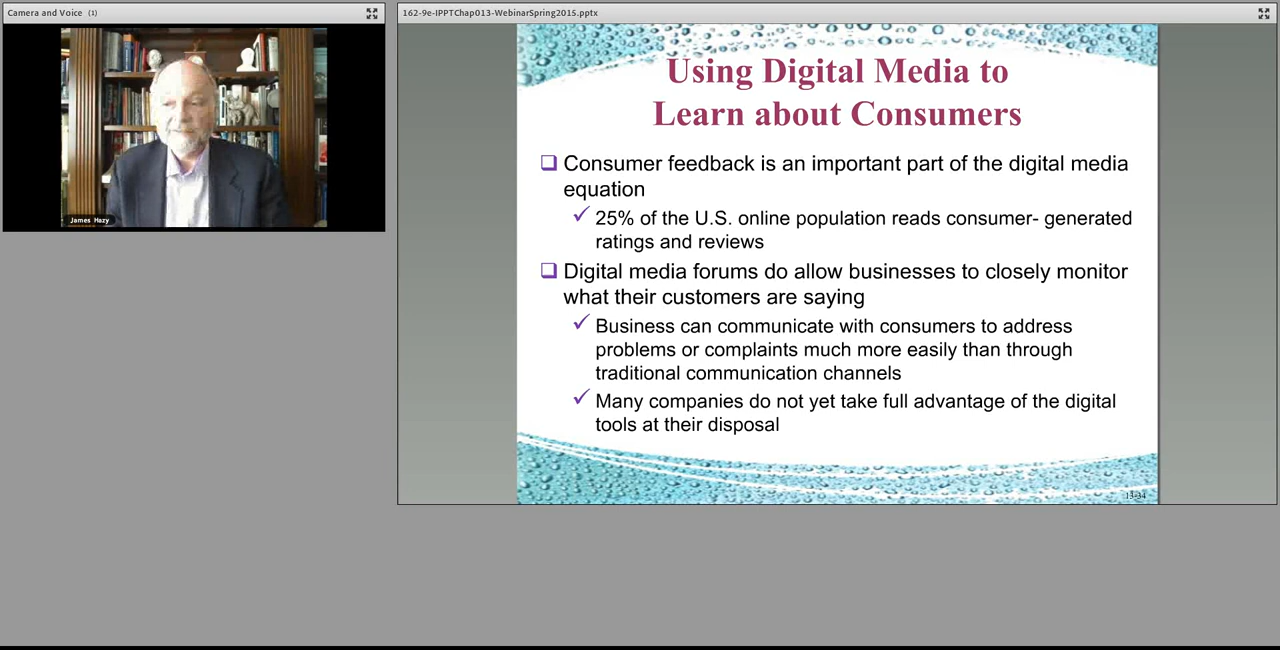 Camera and Voice (1)
James Hazy
162-9e-IPPTChap013-WebinarSpring2015.pptx
Using Digital Media to
Learn about Consumers
Consumer feedback is an important part of the digital media
equation
25% of the U.S. online population reads consumer- generated
ratings and reviews
Digital media forums do allow businesses to closely monitor
what their customers are saying
Business can communicate with consumers to address
problems or complaints much more easily than through
traditional communication channels
Many companies do not yet take full advantage of the digital
tools at their disposal
13-34